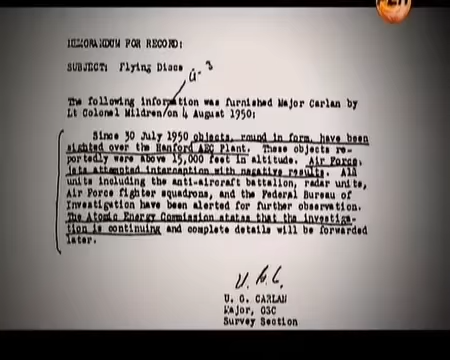 MEMORANDUM FOR RECORD:
SUBJECT: Flying Discs
G-3
The following information was furnished Major Carlan by
Lt Colonel Mildren on 4 August 1950:
Since 30 July 1950 objects, round in form, have been
sighted over the Hanford AEC Plant. These objects re-
portedly were above 15,000 feet in altitude. Air Force
jets attempted interception with negative results. All
units including the anti-aircraft battalion, radar units,
Air Force fighter squadrons, and the Federal Bureau of
Investigation have been alerted for further observation.
The Atomic Energy Commission states that the investiga-
tion is continuing and complete details will be forwarded
later.
U. G. CARLAN
Major, GSC
Survey Section